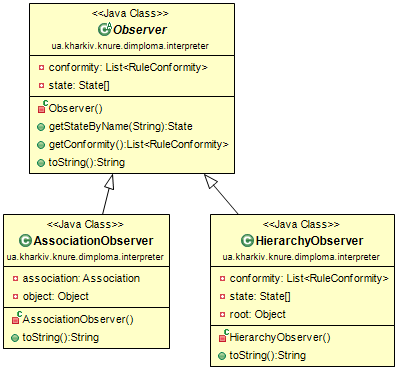 <<Java Class>>
Observer
ua.kharkiv.knure.dimploma.interpreter
conformity: List<RuleConformity>
state: State[]
Observer()
getStateByName(String):State
getConformity():List<RuleConformity>
toString():String
<<Java Class>>
AssociationObserver
ua.kharkiv.knure.dimploma.interpreter
association: Association
object: Object
AssociationObserver()
toString():String
<<Java Class>>
HierarchyObserver
ua.kharkiv.knure.dimploma.interpreter
conformity: List<RuleConformity>
state: State[]
root: Object
HierarchyObserver()
toString():String